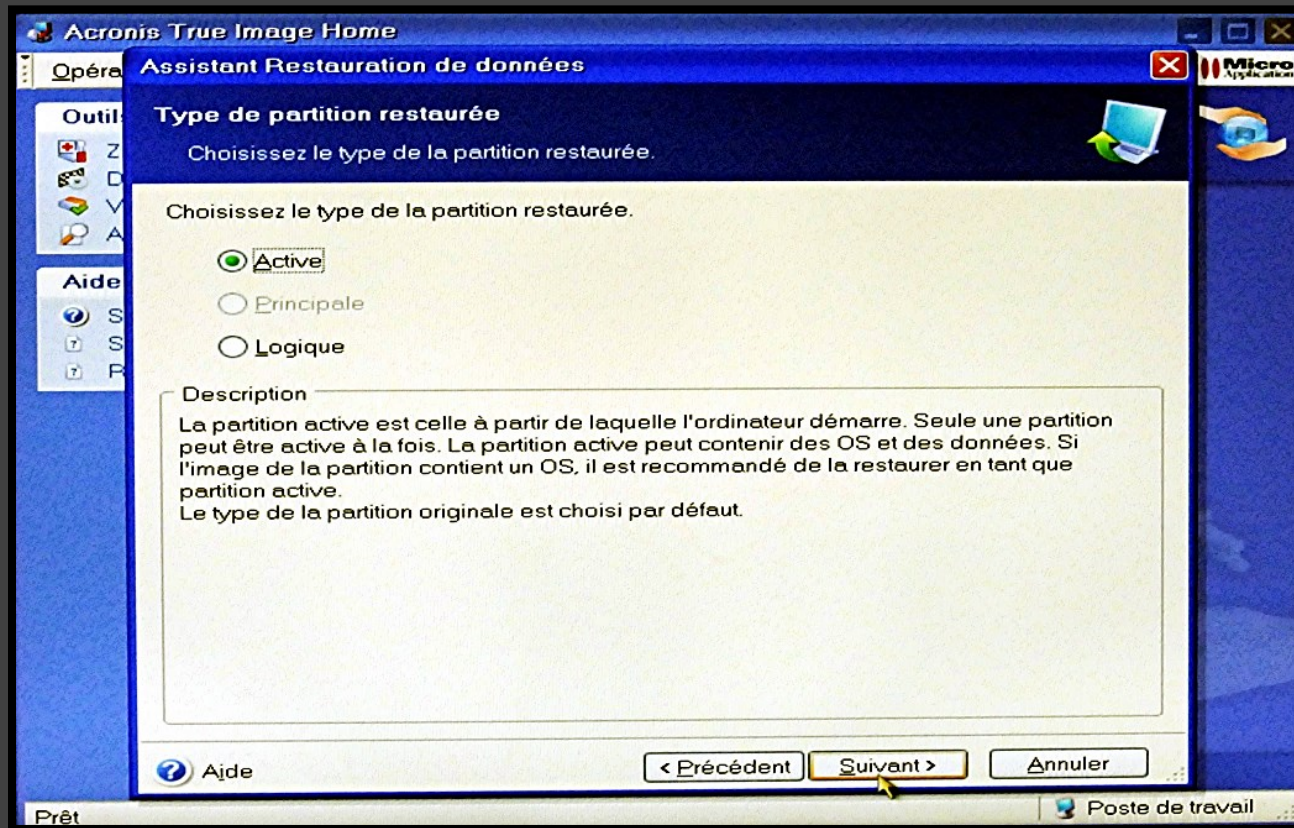 Acronis True Image Home
Opéra
Assistant Restauration de données
Micro
Application
Outil
Type de partition restaurée
Choisissez le type de la partition restaurée.
Z
D
V
A
Choisissez le type de la partition restaurée.
Active
Principale
Logique
Aide
S
S
Description
La partition active est celle à partir de laquelle l'ordinateur démarre. Seule une partition
peut être active à la fois. La partition active peut contenir des OS et des données. Si
l'image de la partition contient un OS, il est recommandé de la restaurer en tant que
partition active.
Le type de la partition originale est choisi par défaut.
Aide
< Précédent
Suivant >
Annuler
Prêt
Poste de travail